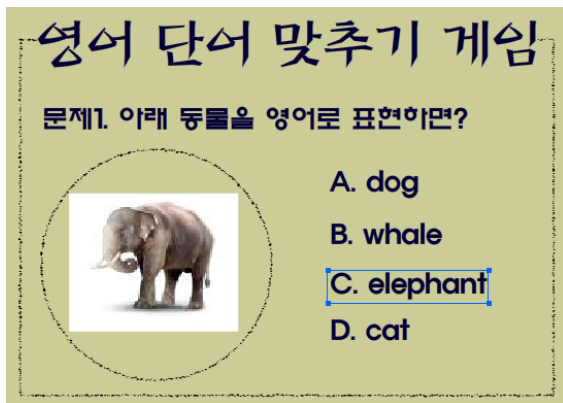 영어 단어 맞추기 게임
문제1. 아래 동물을 영어로 표현하면?
A. dog
B. whale
C. elephant
D. cat